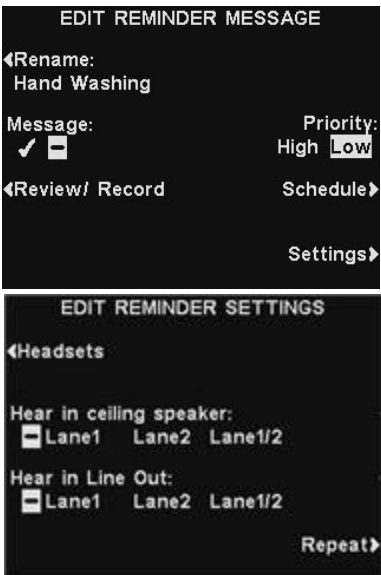 EDIT REMINDER MESSAGE
◀Rename:
Hand Washing
Message: Priority:
✓ – High Low
◀Review/ Record Schedule▶
Settings▶
EDIT REMINDER SETTINGS
◀Headsets
Hear in ceiling speaker:
– Lane1 Lane2 Lane1/2
Hear in Line Out:
– Lane1 Lane2 Lane1/2
Repeat▶